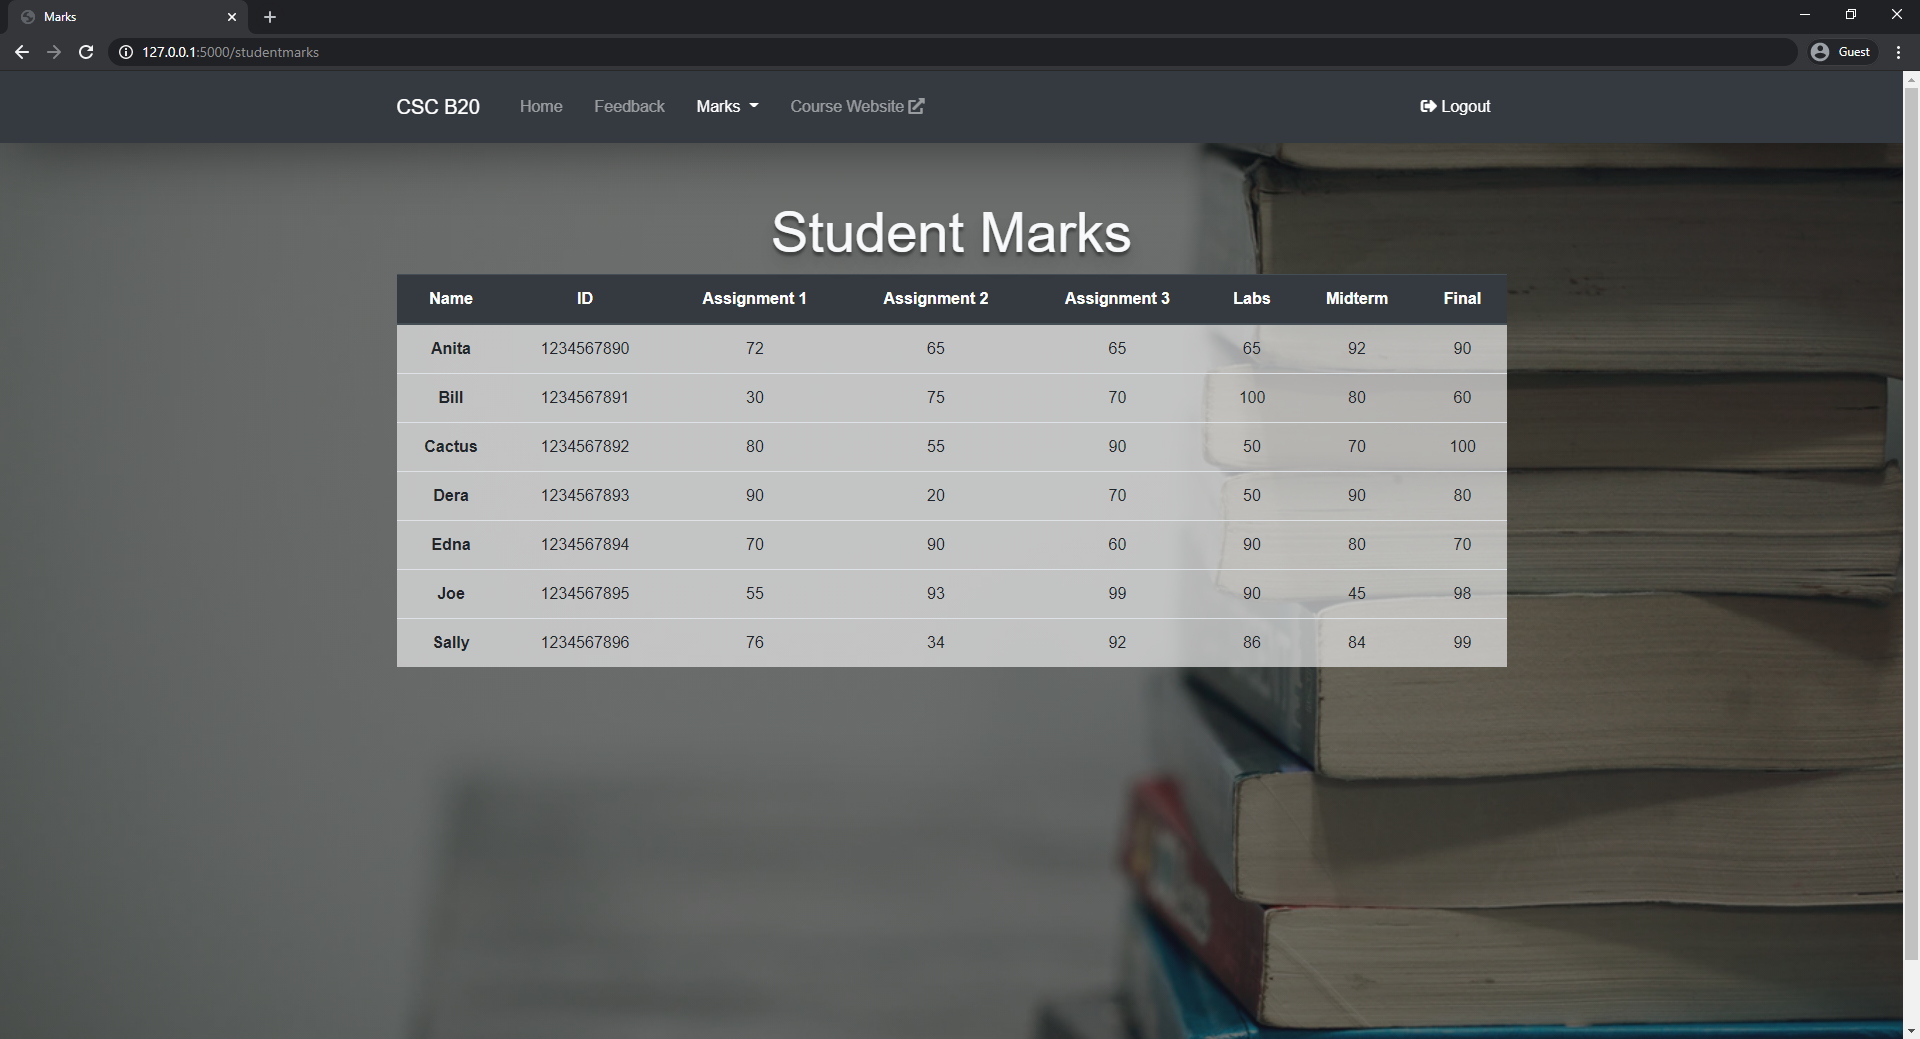 Marks
127.0.0.1:5000/studentmarks
Guest
CSC B20 Home Feedback Marks Course Website Logout
Student Marks
Name ID Assignment 1 Assignment 2 Assignment 3 Labs Midterm Final
Anita 1234567890 72 65 65 65 92 90
Bill 1234567891 30 75 70 100 80 60
Cactus 1234567892 80 55 90 50 70 100
Dera 1234567893 90 20 70 50 90 80
Edna 1234567894 70 90 60 90 80 70
Joe 1234567895 55 93 99 90 45 98
Sally 1234567896 76 34 92 86 84 99